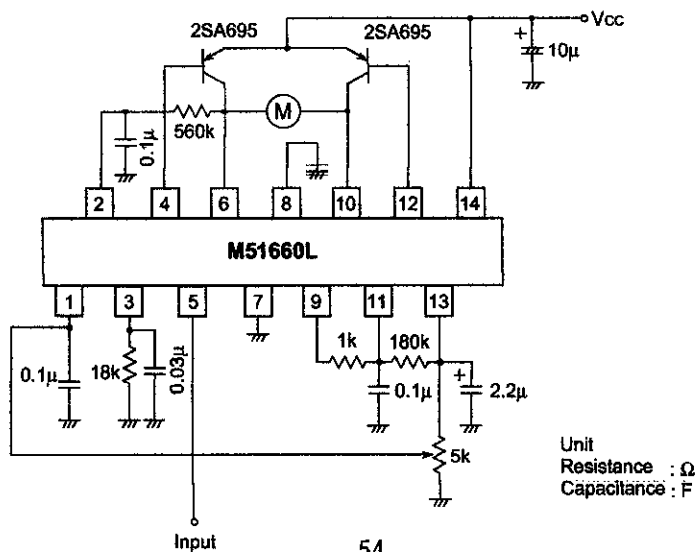 Vcc
2SA695
2SA695
+
10μ
M
560k
0.1μ
2
4
6
8
10
12
14
M51660L
1
3
5
7
9
11
13
1k
180k
0.1μ
18k
0.03μ
0.1μ
+
2.2μ
5k
Unit
Resistance : Ω
Capacitance : F
Input
54